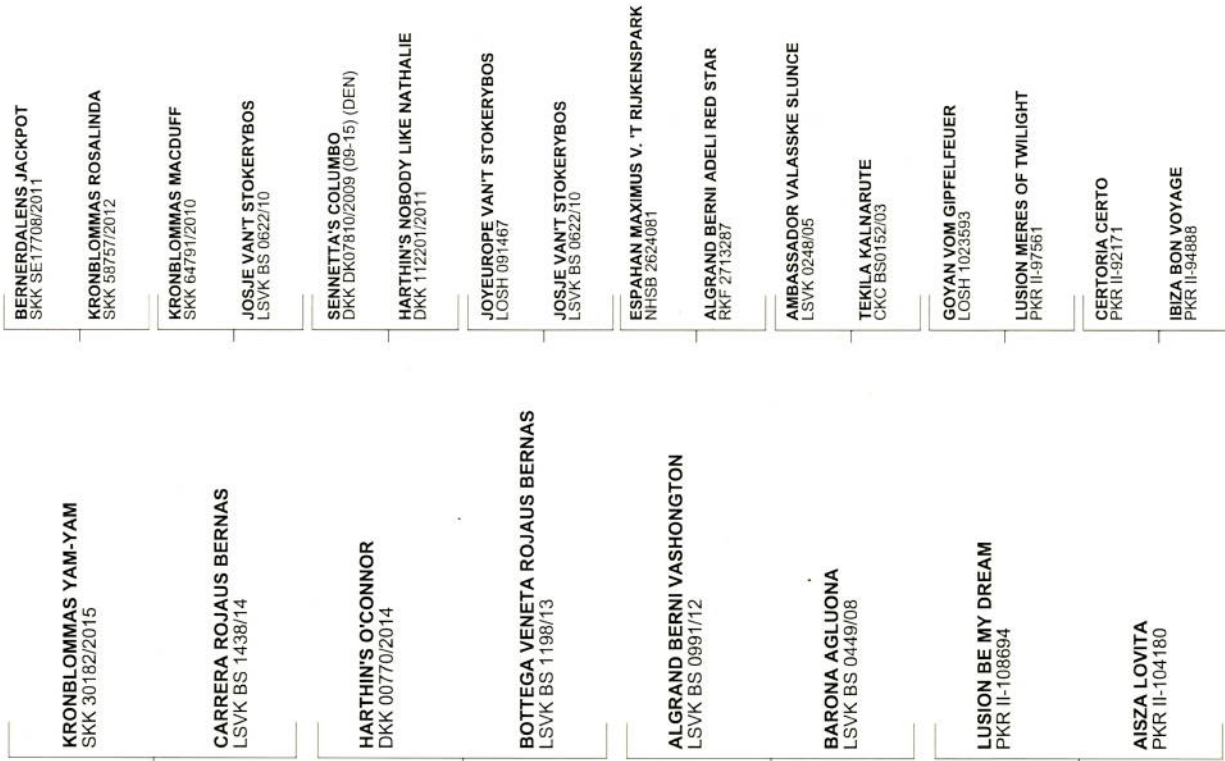 KRONBLOMMAS YAM-YAM
SKK 30182/2015
CARRERA ROJAUS BERNAS
LSVK BS 1438/14
HARTHIN'S O'CONNOR
DKK 00770/2014
BOTTEGA VENETA ROJAUS BERNAS
LSVK BS 1198/13
ALGRAND BERNI VASHONGTON
LSVK BS 0991/12
BARONA AGLUONA
LSVK BS 0449/08
LUSION BE MY DREAM
PKR II-108694
AISZA LOVITA
PKR II-104180
BERNERDALENS JACKPOT
SKK SE17708/2011
KRONBLOMMAS ROSALINDA
SKK 58757/2012
KRONBLOMMAS MACDUFF
SKK 64791/2010
JOSJE VAN'T STOKERYBOS
LSVK BS 0622/10
SENNETTA'S COLUMBO
DKK DK07810/2009 (09-15) (DEN)
HARTHIN'S NOBODY LIKE NATHALIE
DKK 112201/2011
JOYEUROPE VAN'T STOKERYBOS
LOSH 091467
JOSJE VAN'T STOKERYBOS
LSVK BS 0622/10
ESPAHAN MAXIMUS V. 'T RIJKENSPARK
NHSB 2624081
ALGRAND BERNI ADELI RED STAR
RKF 2713287
AMBASSADOR VALASSKE SLUNCE
LSVK 0248/05
TEKILA KALNARUTE
CKC BS0152/03
GOYAN VOM GIPFELFEUER
LOSH 1023593
LUSION MERES OF TWILIGHT
PKR II-97561
CERTORIA CERTO
PKR II-92171
IBIZA BON VOYAGE
PKR II-94888